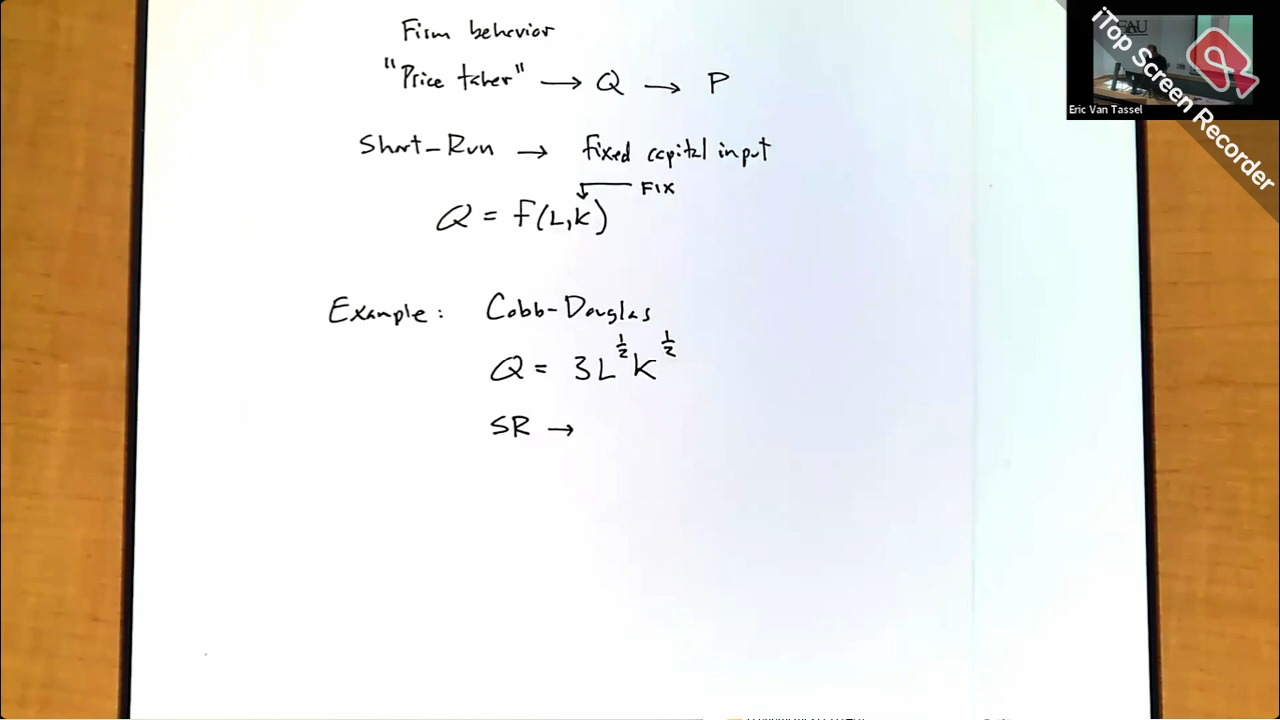 Firm behavior
"Price taker" → Q → P
Short-Run → fixed capital input
FIX
Q = f(L,K)
Example: Cobb-Douglas
Q = 3L^½K^½
SR →
FAU
Eric Van Tassel
iTop Screen Recorder